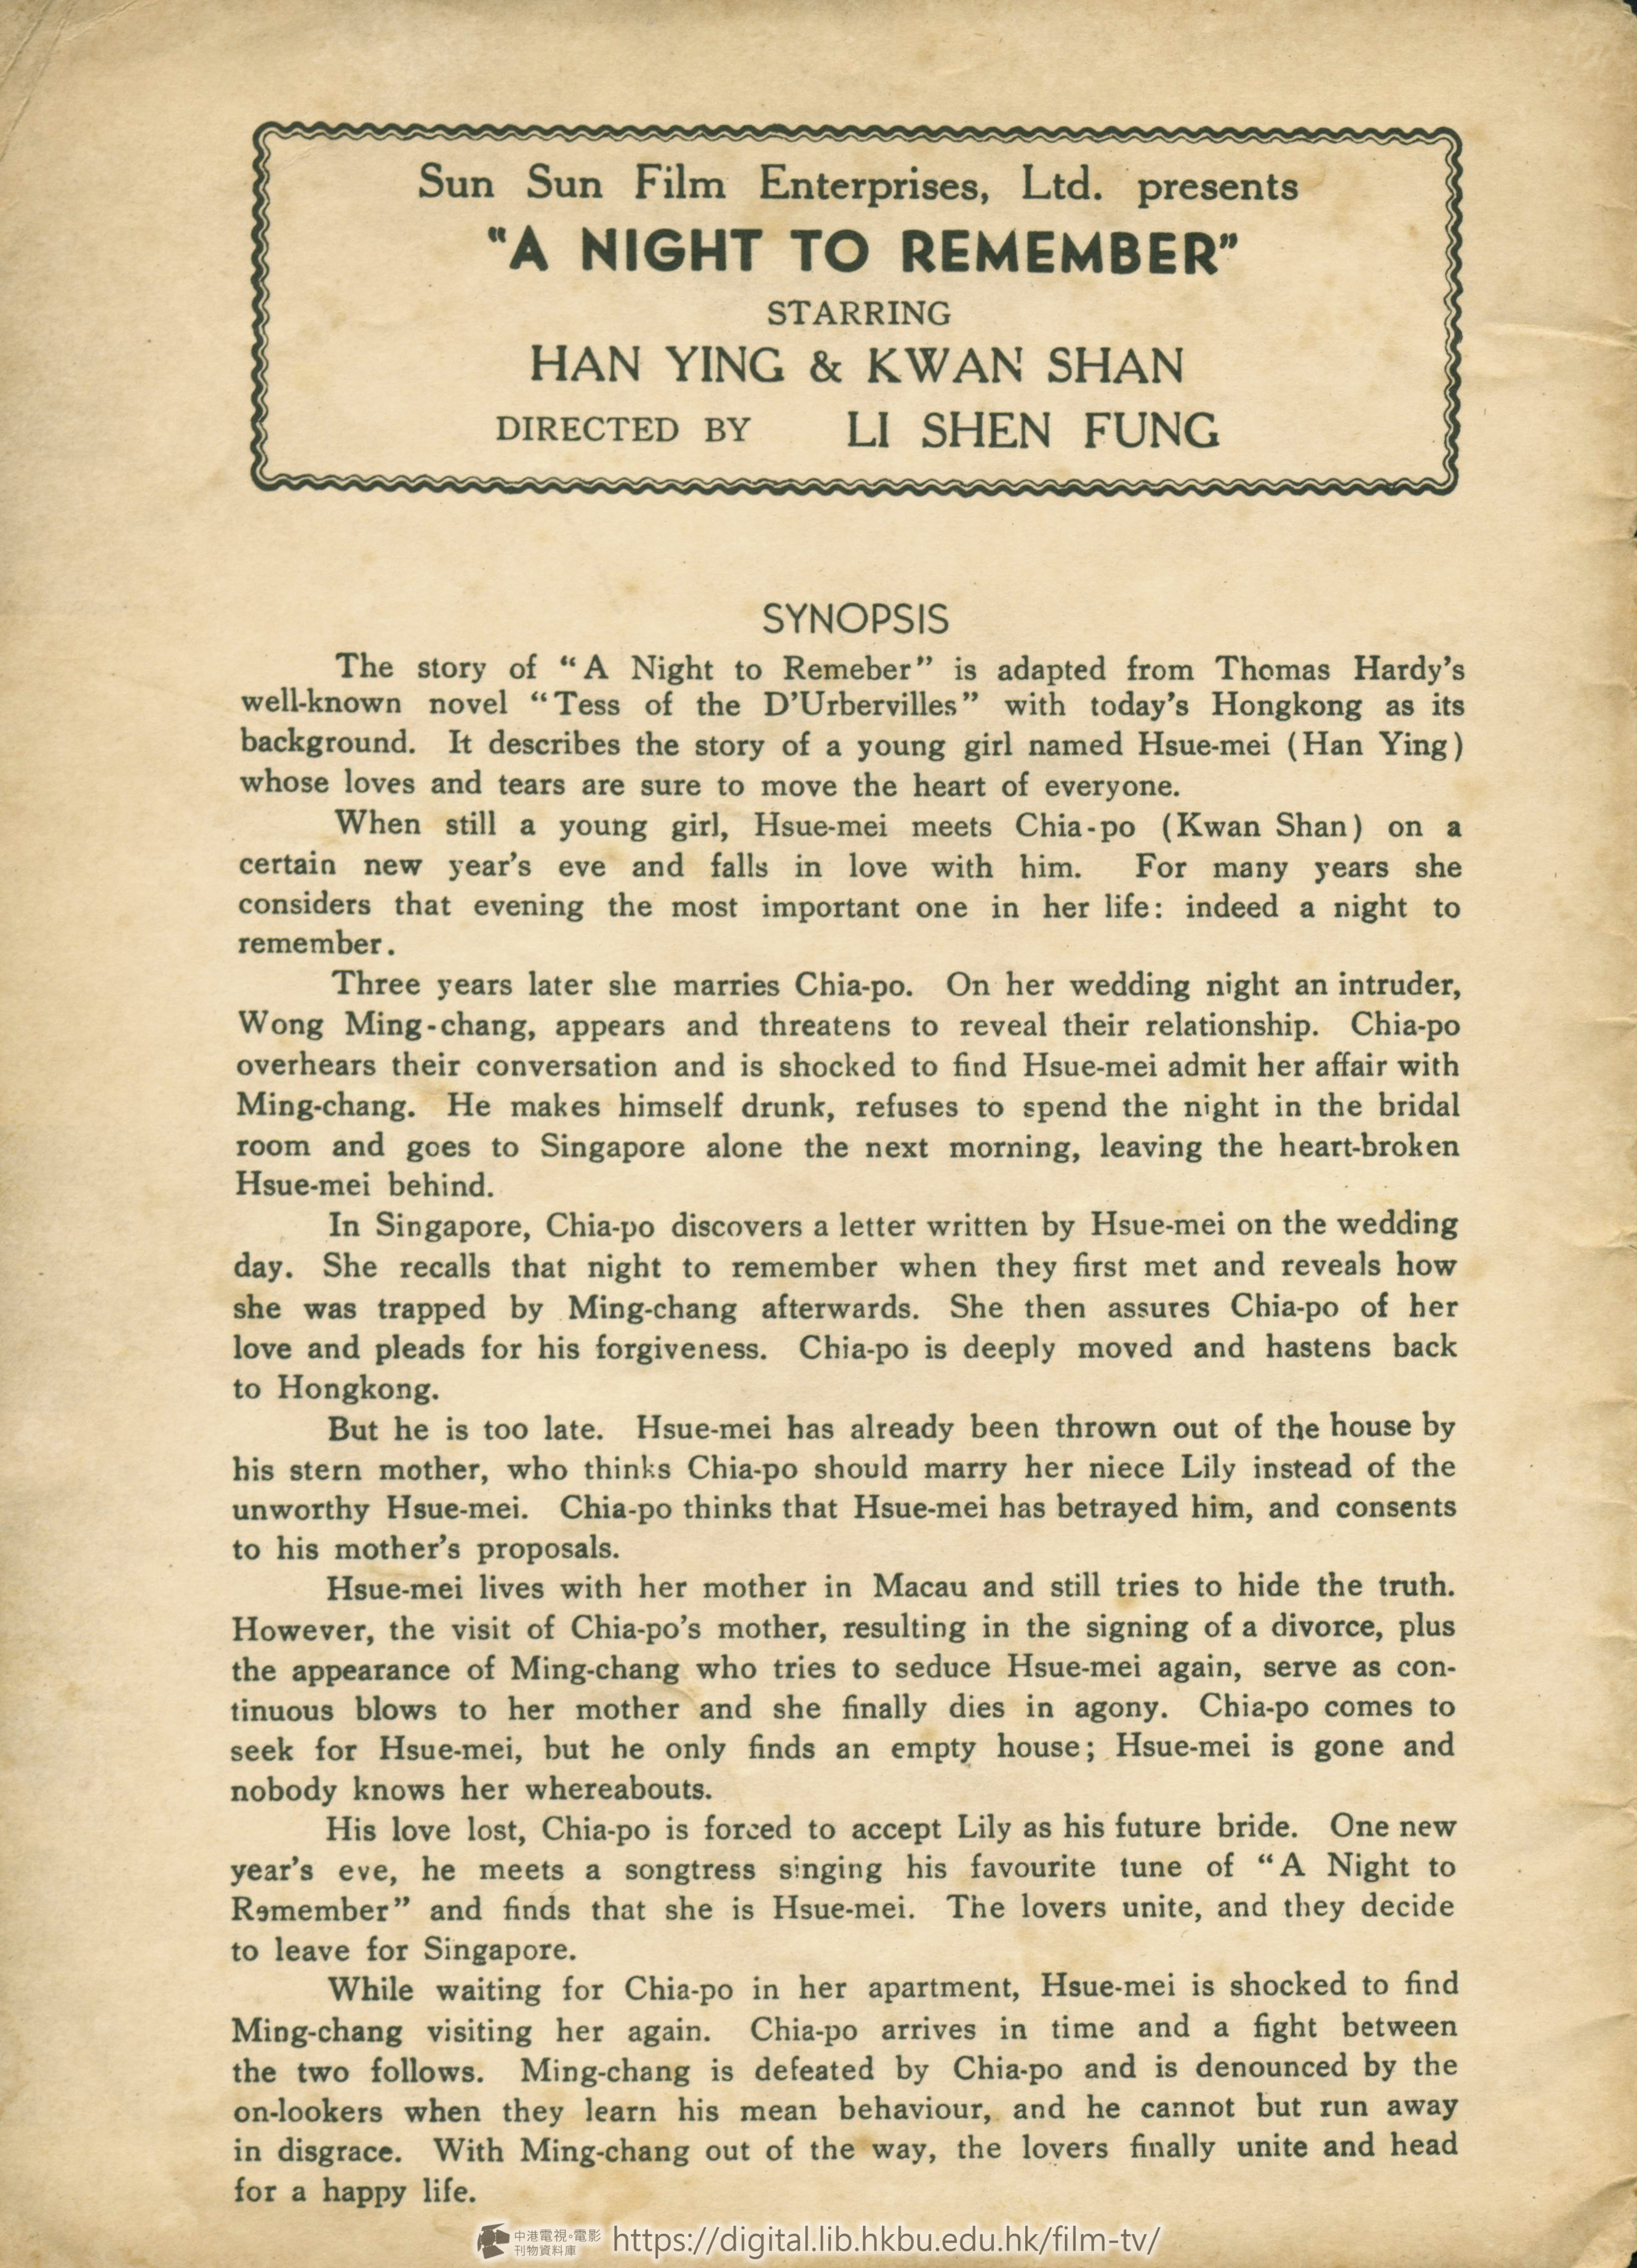 Sun Sun Film Enterprises, Ltd. presents
"A NIGHT TO REMEMBER"
STARRING
HAN YING & KWAN SHAN
DIRECTED BY LI SHEN FUNG
SYNOPSIS
The story of "A Night to Remeber" is adapted from Thomas Hardy's
well-known novel "Tess of the D'Urbervilles" with today's Hongkong as its
background. It describes the story of a young girl named Hsue-mei (Han Ying)
whose loves and tears are sure to move the heart of everyone.
When still a young girl, Hsue-mei meets Chia-po (Kwan Shan) on a
certain new year's eve and falls in love with him. For many years she
considers that evening the most important one in her life: indeed a night to
remember.
Three years later she marries Chia-po. On her wedding night an intruder,
Wong Ming-chang, appears and threatens to reveal their relationship. Chia-po
overhears their conversation and is shocked to find Hsue-mei admit her affair with
Ming-chang. He makes himself drunk, refuses to spend the night in the bridal
room and goes to Singapore alone the next morning, leaving the heart-broken
Hsue-mei behind.
In Singapore, Chia-po discovers a letter written by Hsue-mei on the wedding
day. She recalls that night to remember when they first met and reveals how
she was trapped by Ming-chang afterwards. She then assures Chia-po of her
love and pleads for his forgiveness. Chia-po is deeply moved and hastens back
to Hongkong.
But he is too late. Hsue-mei has already been thrown out of the house by
his stern mother, who thinks Chia-po should marry her niece Lily instead of the
unworthy Hsue-mei. Chia-po thinks that Hsue-mei has betrayed him, and consents
to his mother's proposals.
Hsue-mei lives with her mother in Macau and still tries to hide the truth.
However, the visit of Chia-po's mother, resulting in the signing of a divorce, plus
the appearance of Ming-chang who tries to seduce Hsue-mei again, serve as con-
tinuous blows to her mother and she finally dies in agony. Chia-po comes to
seek for Hsue-mei, but he only finds an empty house; Hsue-mei is gone and
nobody knows her whereabouts.
His love lost, Chia-po is forced to accept Lily as his future bride. One new
year's eve, he meets a songtress singing his favourite tune of "A Night to
Remember" and finds that she is Hsue-mei. The lovers unite, and they decide
to leave for Singapore.
While waiting for Chia-po in her apartment, Hsue-mei is shocked to find
Ming-chang visiting her again. Chia-po arrives in time and a fight between
the two follows. Ming-chang is defeated by Chia-po and is denounced by the
on-lookers when they learn his mean behaviour, and he cannot but run away
in disgrace. With Ming-chang out of the way, the lovers finally unite and head
for a happy life.
中港電視•電影
刊物資料庫
https://digital.lib.hkbu.edu.hk/film-tv/